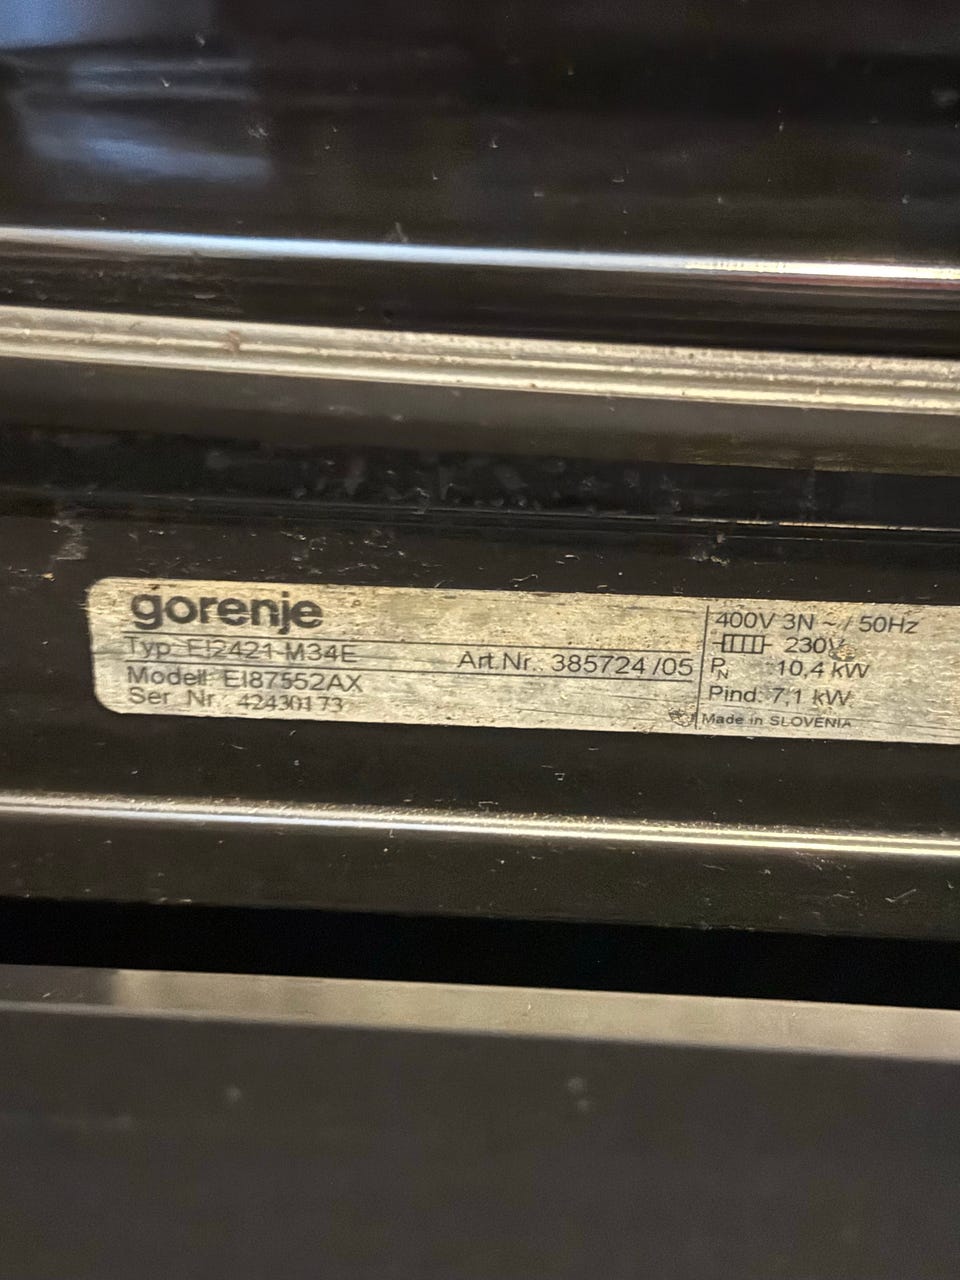 gorenje
Typ: EI2421-M34E
Art.Nr.: 385724/05
Modell: EI87552AX
Ser. Nr.: 42430173
400V 3N ~ / 50Hz
230V
PN 10,4 kW
Pind. 7,1 kW
Made in SLOVENIA